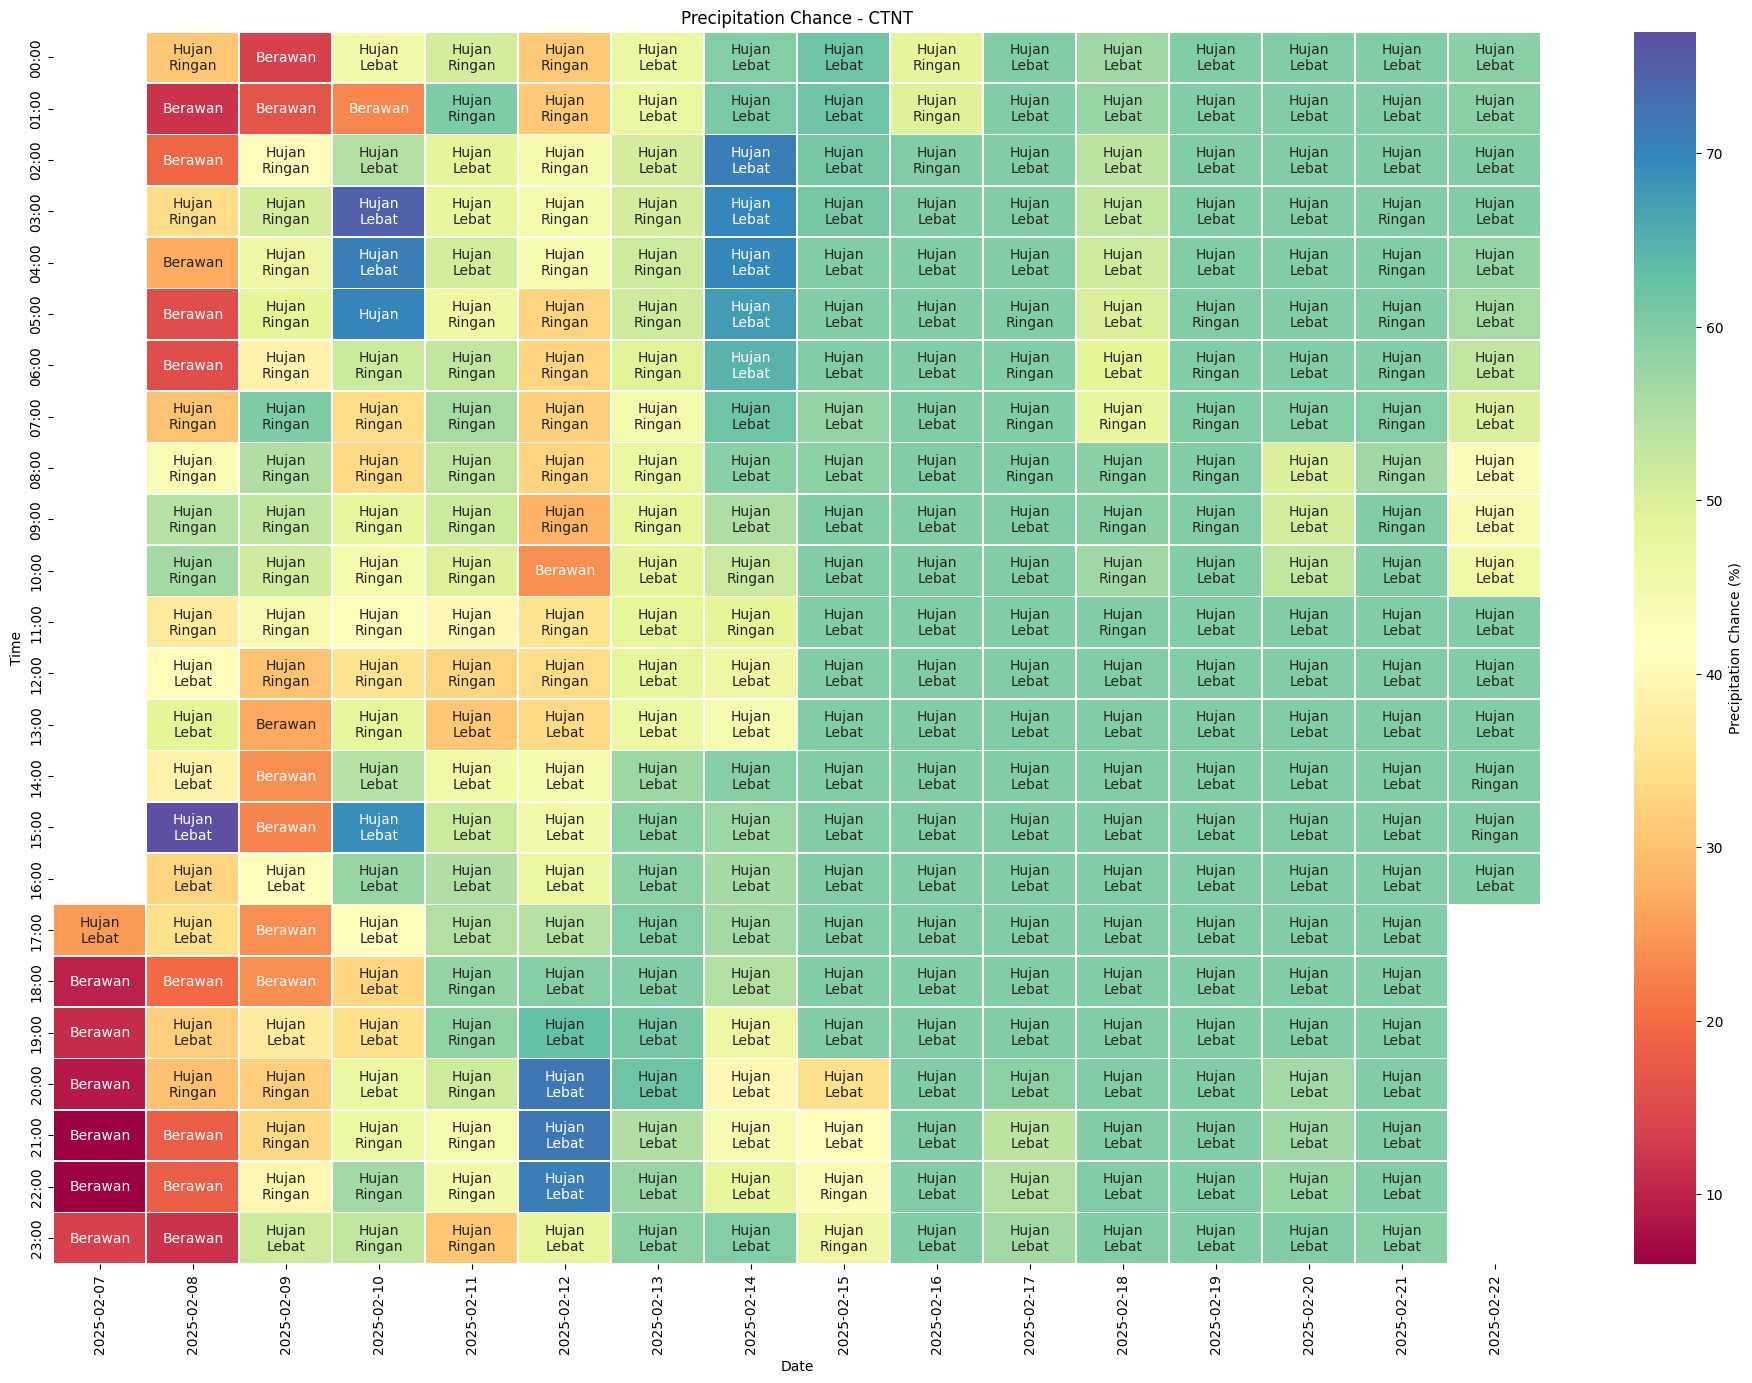 Precipitation Chance - CTNT
00:00 Hujan Ringan Berawan Hujan Lebat Hujan Ringan Hujan Ringan Hujan Lebat Hujan Lebat Hujan Lebat Hujan Ringan Hujan Lebat Hujan Lebat Hujan Lebat Hujan Lebat Hujan Lebat Hujan Lebat
01:00 Berawan Berawan Berawan Hujan Ringan Hujan Ringan Hujan Lebat Hujan Lebat Hujan Lebat Hujan Ringan Hujan Lebat Hujan Lebat Hujan Lebat Hujan Lebat Hujan Lebat Hujan Lebat
02:00 Berawan Hujan Ringan Hujan Lebat Hujan Lebat Hujan Ringan Hujan Lebat Hujan Lebat Hujan Lebat Hujan Ringan Hujan Lebat Hujan Lebat Hujan Lebat Hujan Lebat Hujan Lebat Hujan Lebat
03:00 Hujan Ringan Hujan Ringan Hujan Lebat Hujan Lebat Hujan Ringan Hujan Ringan Hujan Lebat Hujan Lebat Hujan Lebat Hujan Lebat Hujan Lebat Hujan Lebat Hujan Lebat Hujan Ringan Hujan Lebat
04:00 Berawan Hujan Ringan Hujan Lebat Hujan Lebat Hujan Ringan Hujan Ringan Hujan Lebat Hujan Lebat Hujan Lebat Hujan Lebat Hujan Lebat Hujan Lebat Hujan Lebat Hujan Ringan Hujan Lebat
05:00 Berawan Hujan Ringan Hujan Hujan Ringan Hujan Ringan Hujan Ringan Hujan Lebat Hujan Lebat Hujan Lebat Hujan Ringan Hujan Lebat Hujan Ringan Hujan Lebat Hujan Ringan Hujan Lebat
06:00 Berawan Hujan Ringan Hujan Ringan Hujan Ringan Hujan Ringan Hujan Ringan Hujan Lebat Hujan Lebat Hujan Lebat Hujan Ringan Hujan Lebat Hujan Ringan Hujan Lebat Hujan Ringan Hujan Lebat
07:00 Hujan Ringan Hujan Ringan Hujan Ringan Hujan Ringan Hujan Ringan Hujan Ringan Hujan Lebat Hujan Lebat Hujan Lebat Hujan Ringan Hujan Ringan Hujan Ringan Hujan Lebat Hujan Ringan Hujan Lebat
08:00 Hujan Ringan Hujan Ringan Hujan Ringan Hujan Ringan Hujan Ringan Hujan Ringan Hujan Lebat Hujan Lebat Hujan Lebat Hujan Ringan Hujan Ringan Hujan Ringan Hujan Lebat Hujan Ringan Hujan Lebat
09:00 Hujan Ringan Hujan Ringan Hujan Ringan Hujan Ringan Hujan Ringan Hujan Ringan Hujan Lebat Hujan Lebat Hujan Lebat Hujan Lebat Hujan Ringan Hujan Ringan Hujan Lebat Hujan Ringan Hujan Lebat
10:00 Hujan Ringan Hujan Ringan Hujan Ringan Hujan Ringan Berawan Hujan Lebat Hujan Ringan Hujan Lebat Hujan Lebat Hujan Lebat Hujan Ringan Hujan Lebat Hujan Lebat Hujan Lebat Hujan Lebat
11:00 Hujan Ringan Hujan Ringan Hujan Ringan Hujan Ringan Hujan Ringan Hujan Lebat Hujan Ringan Hujan Lebat Hujan Lebat Hujan Lebat Hujan Ringan Hujan Lebat Hujan Lebat Hujan Lebat Hujan Lebat
12:00 Hujan Lebat Hujan Ringan Hujan Ringan Hujan Ringan Hujan Ringan Hujan Lebat Hujan Lebat Hujan Lebat Hujan Lebat Hujan Lebat Hujan Lebat Hujan Lebat Hujan Lebat Hujan Lebat Hujan Lebat
13:00 Hujan Lebat Berawan Hujan Ringan Hujan Lebat Hujan Lebat Hujan Lebat Hujan Lebat Hujan Lebat Hujan Lebat Hujan Lebat Hujan Lebat Hujan Lebat Hujan Lebat Hujan Lebat Hujan Lebat
14:00 Hujan Lebat Berawan Hujan Lebat Hujan Lebat Hujan Lebat Hujan Lebat Hujan Lebat Hujan Lebat Hujan Lebat Hujan Lebat Hujan Lebat Hujan Lebat Hujan Lebat Hujan Lebat Hujan Ringan
15:00 Hujan Lebat Berawan Hujan Lebat Hujan Lebat Hujan Lebat Hujan Lebat Hujan Lebat Hujan Lebat Hujan Lebat Hujan Lebat Hujan Lebat Hujan Lebat Hujan Lebat Hujan Lebat Hujan Ringan
16:00 Hujan Lebat Hujan Lebat Hujan Lebat Hujan Lebat Hujan Lebat Hujan Lebat Hujan Lebat Hujan Lebat Hujan Lebat Hujan Lebat Hujan Lebat Hujan Lebat Hujan Lebat Hujan Lebat Hujan Lebat
17:00 Hujan Lebat Hujan Lebat Berawan Hujan Lebat Hujan Lebat Hujan Lebat Hujan Lebat Hujan Lebat Hujan Lebat Hujan Lebat Hujan Lebat Hujan Lebat Hujan Lebat Hujan Lebat Hujan Lebat
18:00 Berawan Berawan Berawan Hujan Lebat Hujan Ringan Hujan Lebat Hujan Lebat Hujan Lebat Hujan Lebat Hujan Lebat Hujan Lebat Hujan Lebat Hujan Lebat Hujan Lebat Hujan Lebat
19:00 Berawan Hujan Lebat Hujan Lebat Hujan Lebat Hujan Ringan Hujan Lebat Hujan Lebat Hujan Lebat Hujan Lebat Hujan Lebat Hujan Lebat Hujan Lebat Hujan Lebat Hujan Lebat Hujan Lebat
20:00 Berawan Hujan Ringan Hujan Ringan Hujan Lebat Hujan Ringan Hujan Lebat Hujan Lebat Hujan Lebat Hujan Lebat Hujan Lebat Hujan Lebat Hujan Lebat Hujan Lebat Hujan Lebat Hujan Lebat
21:00 Berawan Berawan Hujan Ringan Hujan Ringan Hujan Ringan Hujan Lebat Hujan Lebat Hujan Lebat Hujan Lebat Hujan Lebat Hujan Lebat Hujan Lebat Hujan Lebat Hujan Lebat Hujan Lebat
22:00 Berawan Berawan Hujan Ringan Hujan Ringan Hujan Ringan Hujan Lebat Hujan Lebat Hujan Lebat Hujan Ringan Hujan Lebat Hujan Lebat Hujan Lebat Hujan Lebat Hujan Lebat Hujan Lebat
23:00 Berawan Berawan Hujan Lebat Hujan Ringan Hujan Ringan Hujan Lebat Hujan Lebat Hujan Lebat Hujan Ringan Hujan Lebat Hujan Lebat Hujan Lebat Hujan Lebat Hujan Lebat Hujan Lebat
Time
2025-02-07 2025-02-08 2025-02-09 2025-02-10 2025-02-11 2025-02-12 2025-02-13 2025-02-14 2025-02-15 2025-02-16 2025-02-17 2025-02-18 2025-02-19 2025-02-20 2025-02-21 2025-02-22
Date
70
60
50
40
30
20
10
Precipitation Chance (%)